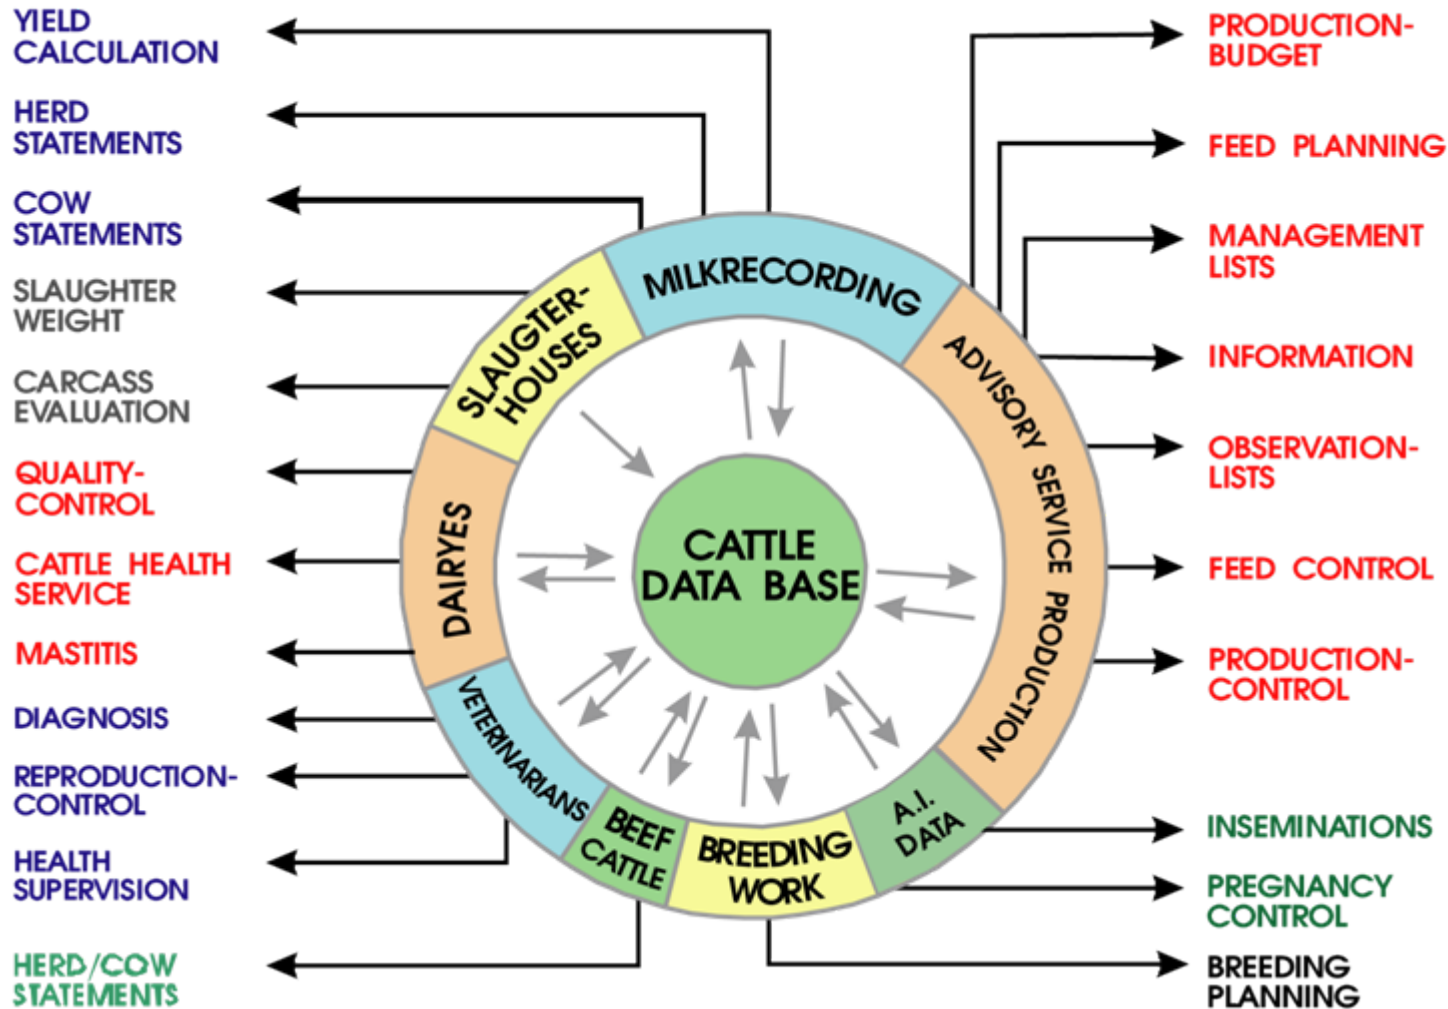 YIELD
CALCULATION
HERD
STATEMENTS
COW
STATEMENTS
SLAUGHTER
WEIGHT
CARCASS
EVALUATION
QUALITY-
CONTROL
CATTLE HEALTH
SERVICE
MASTITIS
DIAGNOSIS
REPRODUCTION-
CONTROL
HEALTH
SUPERVISION
HERD/COW
STATEMENTS
MILKRECORDING
SLAUGTER-
HOUSES
DAIRYES
VETERINARIANS
BEEF
CATTLE
BREEDING
WORK
A.I.
DATA
ADVISORY SERVICE PRODUCTION
CATTLE
DATA BASE
PRODUCTION-
BUDGET
FEED PLANNING
MANAGEMENT
LISTS
INFORMATION
OBSERVATION-
LISTS
FEED CONTROL
PRODUCTION-
CONTROL
INSEMINATIONS
PREGNANCY
CONTROL
BREEDING
PLANNING